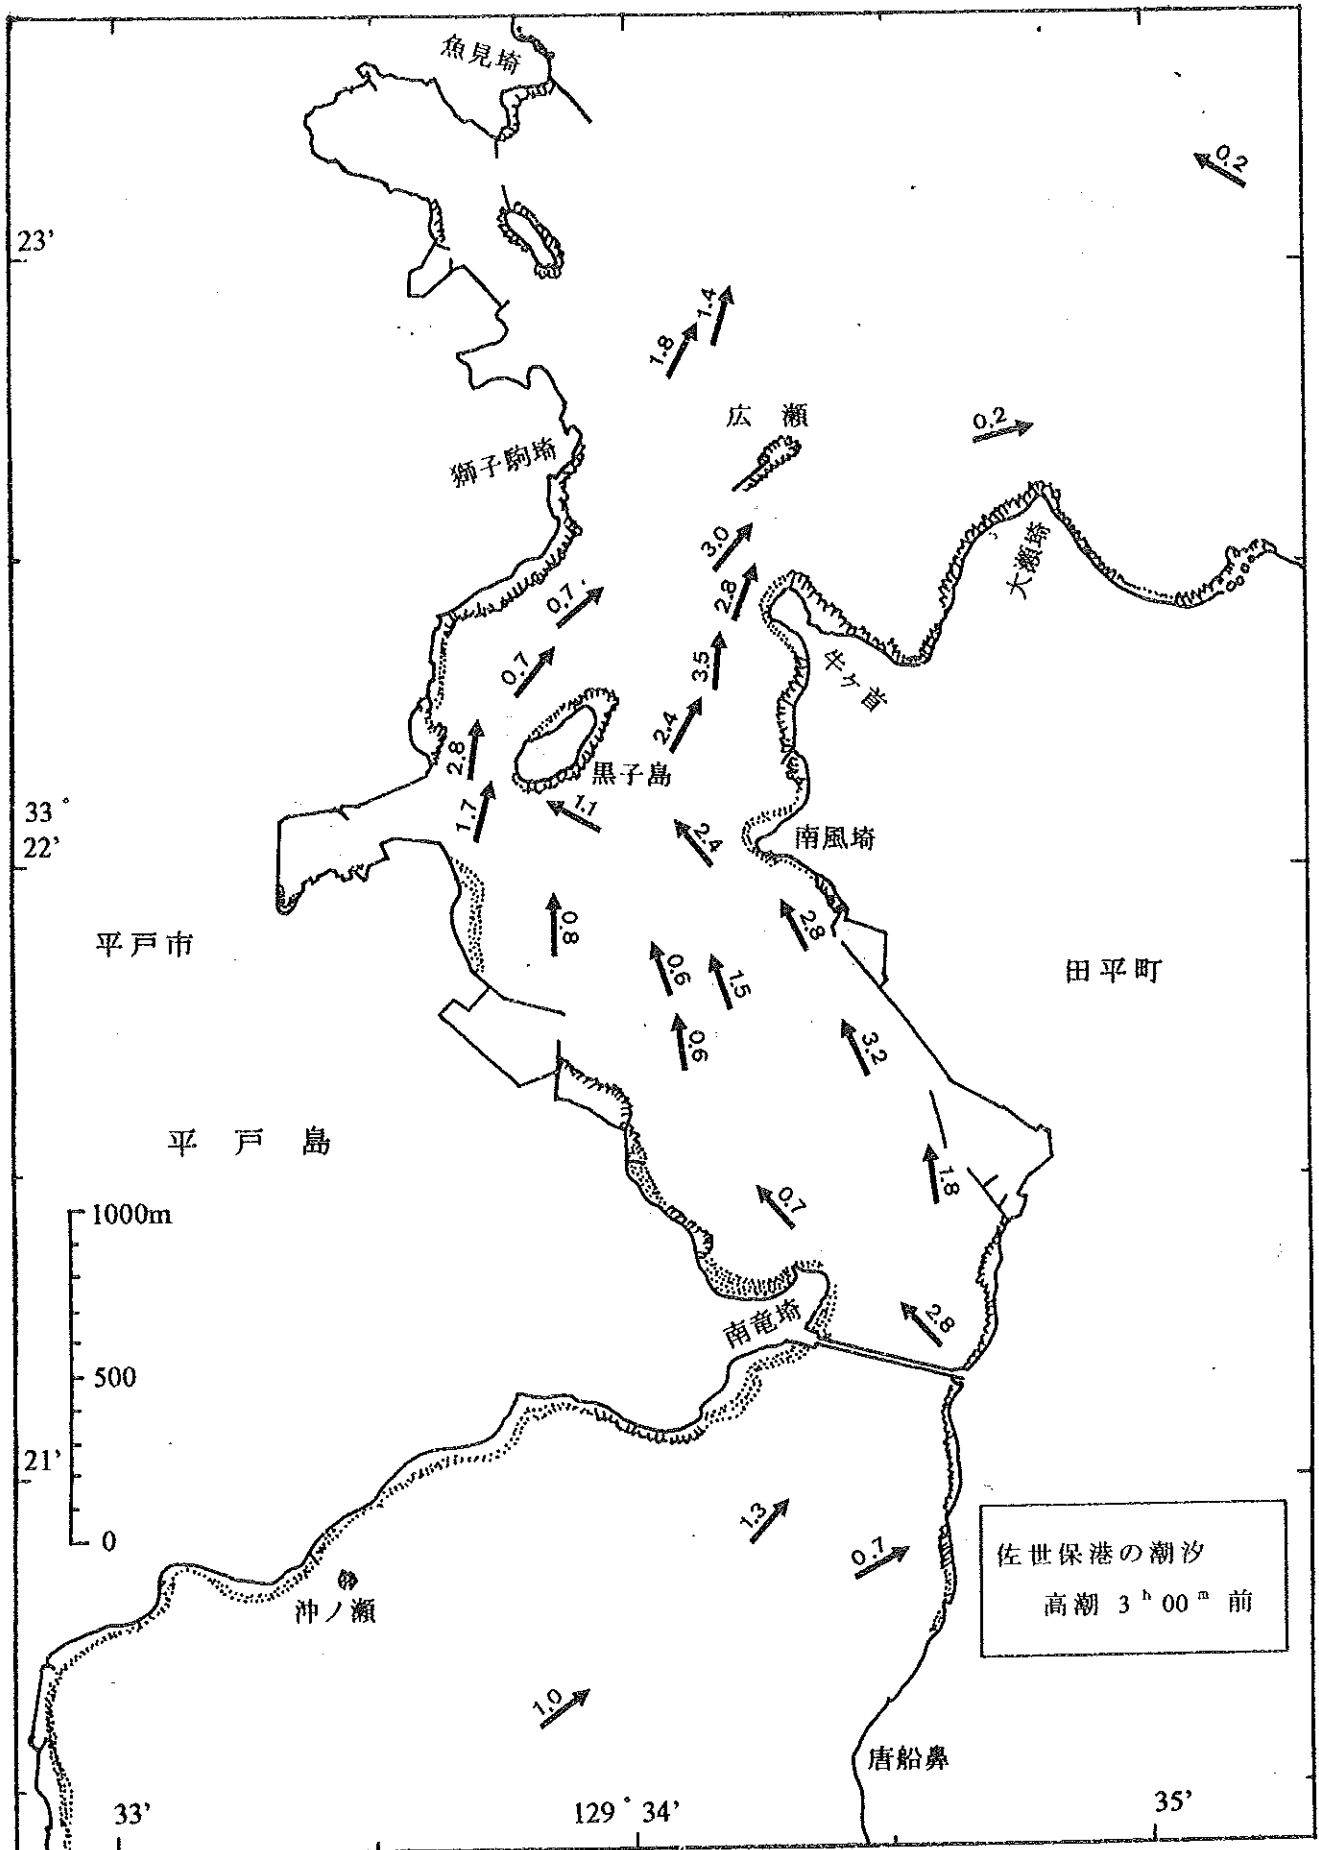 魚見埼
0.2
23'
1.4
1.8
広 瀬
0.2
獅子駒埼
3.0
大瀬埼
0.7
2.8
0.7
3.5
牛ケ首
2.4
2.8
黒子島
33°
1.7
1.1
22'
2.4
南風埼
0.8
2.8
平戸市
0.6
1.5
田平町
0.6
3.2
平 戸 島
1.8
0.7
1000m
南竜埼
2.8
500
21'
1.3
0
0.7
佐世保港の潮汐
高潮 3 h 00 m 前
沖ノ瀬
1.0
唐船鼻
33'
129° 34'
35'